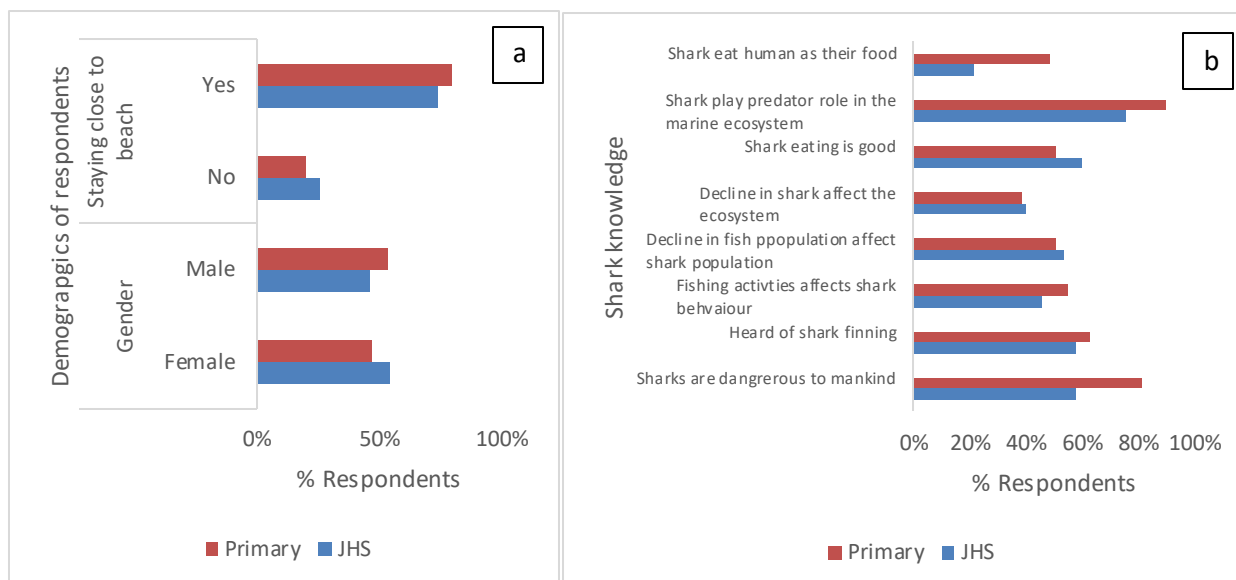 a
Demograpgics of respondents
Staying close to
beach
Yes
No
Gender
Male
Female
0% 50% 100%
% Respondents
Primary JHS
b
Shark knowledge
Shark eat human as their food
Shark play predator role in the
marine ecosystem
Shark eating is good
Decline in shark affect the
ecosystem
Decline in fish ppopulation affect
shark population
Fishing activties affects shark
behvaiour
Heard of shark finning
Sharks are dangrerous to mankind
0% 20% 40% 60% 80% 100%
% Respondents
Primary JHS